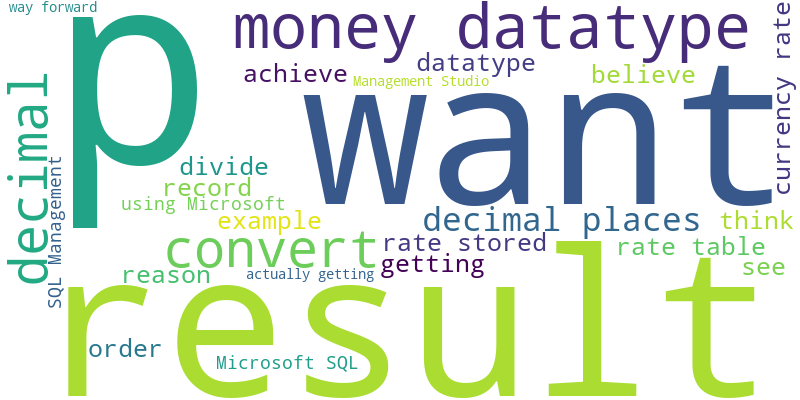 way forward
p
money datatype
currency rate
datatype
achieve
Management Studio
believe
decimal
want
divide
SQL Management
record
using Microsoft
example
decimal places
think
convert
rate stored
rate table
getting
see
reason
actually getting
result
order
Microsoft SQL